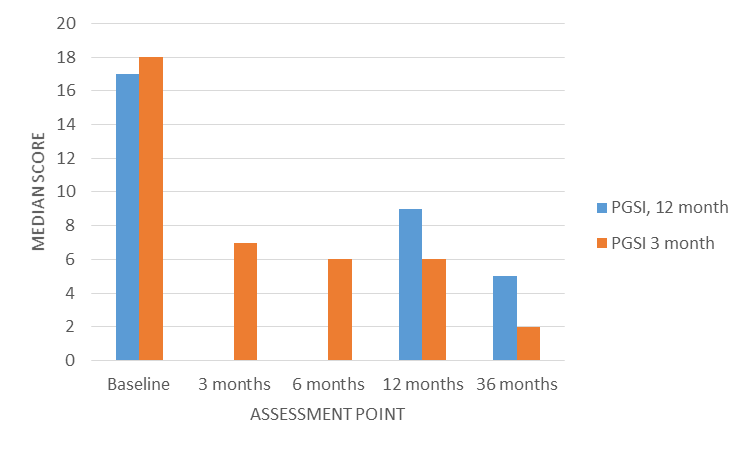 20
18
16
14
12
10
8
6
4
2
0
MEDIAN SCORE
Baseline
3 months
6 months
12 months
36 months
ASSESSMENT POINT
PGSI, 12 month
PGSI 3 month